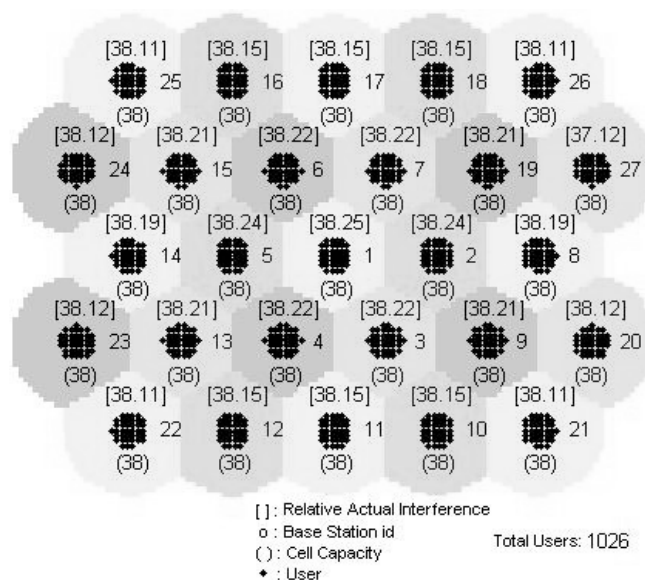 [38.11] [38.15] [38.15] [38.15] [38.11]
25 16 17 18 26
(38) (38) (38) (38) (38)
[38.12] [38.21] [38.22] [38.22] [38.21] [37.12]
24 15 6 7 19 27
(38) (38) (38) (38) (38) (38)
[38.19] [38.24] [38.25] [38.24] [38.19]
14 5 1 2 8
(38) (38) (38) (38) (38)
[38.12] [38.21] [38.22] [38.22] [38.21] [38.12]
23 13 4 3 9 20
(38) (38) (38) (38) (38) (38)
[38.11] [38.15] [38.15] [38.15] [38.11]
22 12 11 10 21
(38) (38) (38) (38) (38)
[ ] : Relative Actual Interference
o : Base Station id
( ) : Cell Capacity
◆ : User
Total Users: 1026